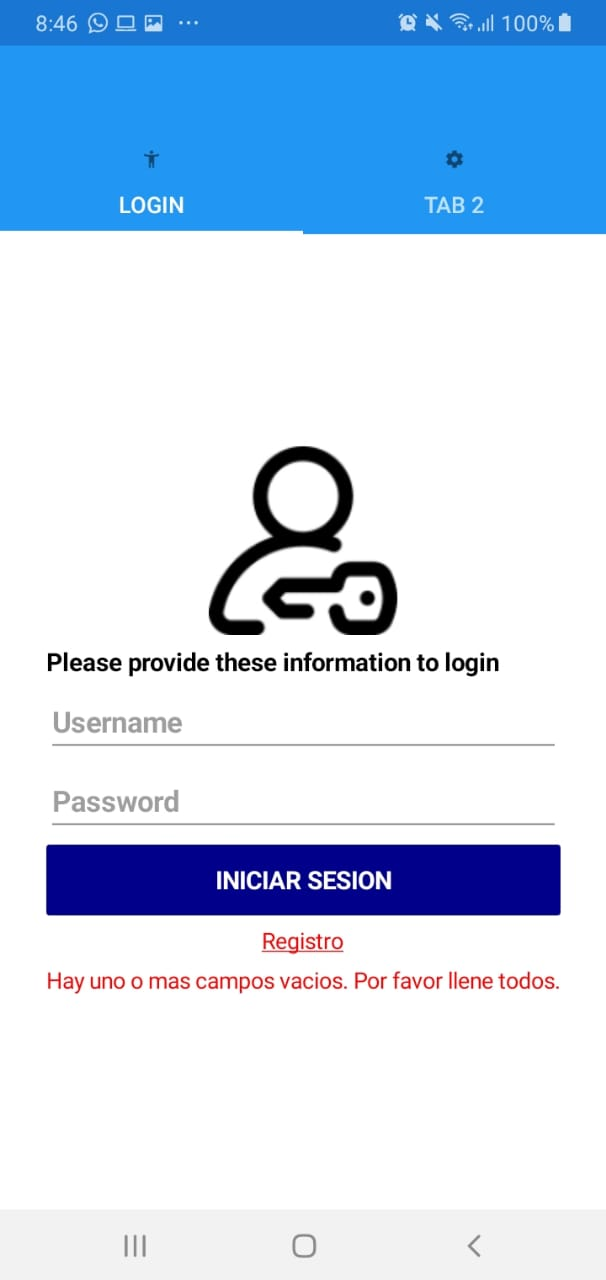 8:46 100%
LOGIN TAB 2
Please provide these information to login
Username
Password
INICIAR SESION
Registro
Hay uno o mas campos vacios. Por favor llene todos.